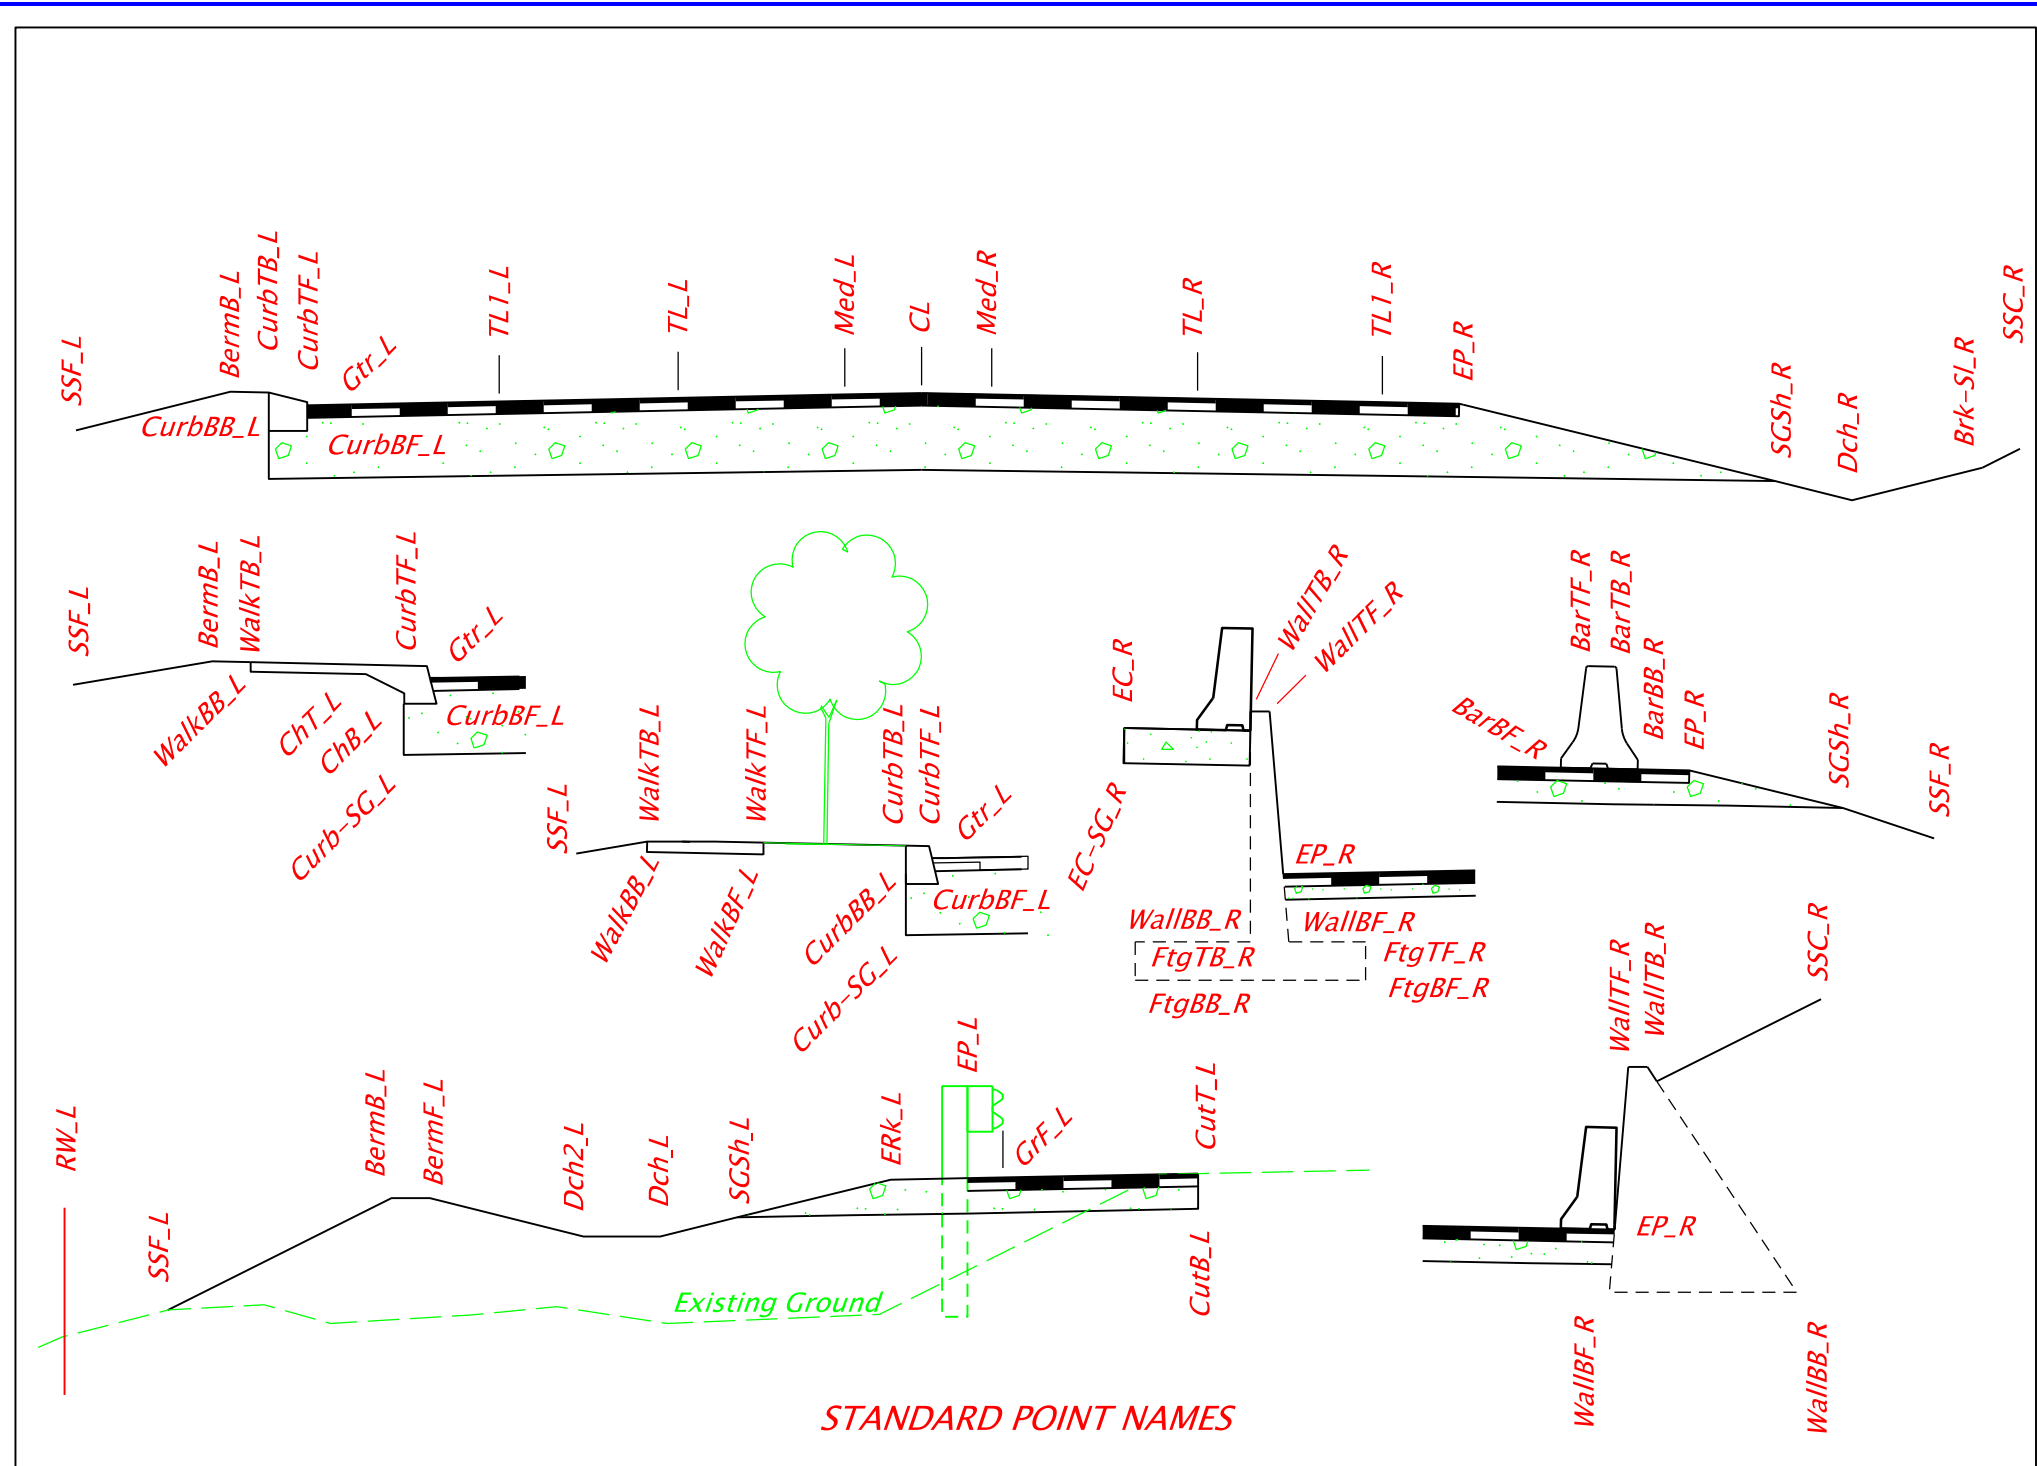 SSF_L
BermB_L
CurbTB_L
CurbTF_L
Gtr_L
TL1_L
TL_L
Med_L
CL
Med_R
TL_R
TL1_R
EP_R
SGSh_R
Dch_R
Brk-Sl_R
SSC_R
CurbBB_L
CurbBF_L
SSF_L
BermB_L
WalkTB_L
CurbTF_L
Gtr_L
WalkBB_L
ChT_L
ChB_L
CurbBF_L
Curb-SG_L
SSF_L
WalkTB_L
WalkTF_L
CurbTB_L
CurbTF_L
Gtr_L
WalkBB_L
WalkBF_L
CurbBB_L
CurbBF_L
Curb-SG_L
EC_R
WallTB_R
WallTF_R
EC-SG_R
EP_R
WallBB_R
WallBF_R
FtgTB_R
FtgTF_R
FtgBB_R
FtgBF_R
BarTF_R
BarTB_R
BarBB_R
BarBF_R
EP_R
SGSh_R
SSF_R
RW_L
SSF_L
BermB_L
BermF_L
Dch2_L
Dch_L
SGSh_L
ERk_L
EP_L
GrF_L
CutT_L
CutB_L
Existing Ground
WallTF_R
WallTB_R
SSC_R
EP_R
WallBF_R
WallBB_R
STANDARD POINT NAMES